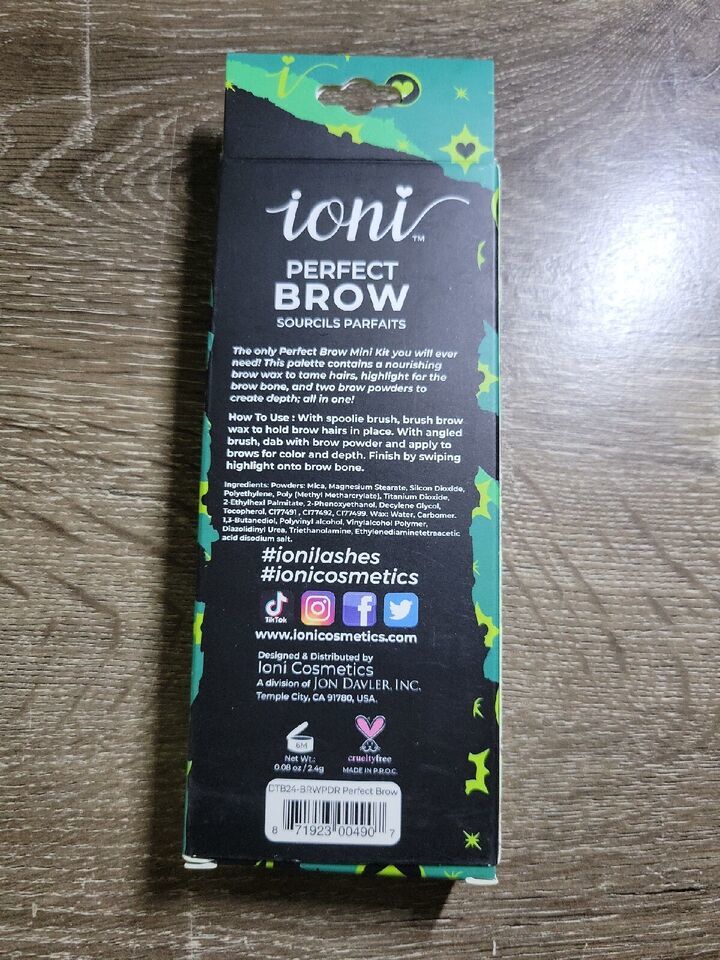 ioni™
PERFECT
BROW
SOURCILS PARFAITS
The only Perfect Brow Mini Kit you will ever
need! This palette contains a nourishing
brow wax to tame hairs, highlight for the
brow bone, and two brow powders to
create depth; all in one!
How To Use : With spoolie brush, brush brow
wax to hold brow hairs in place. With angled
brush, dab with brow powder and apply to
brows for color and depth. Finish by swiping
highlight onto brow bone.
Ingredients: Powders: Mica, Magnesium Stearate, Silicon Dioxide,
Polyethylene, Poly (Methyl Metharcrylate), Titanium Dioxide,
2-Ethylhexl Palmitate, 2-Phenoxyethanol, Decylene Glycol,
Tocopherol, CI77491 , CI77492, CI77499. Wax: Water, Carbomer.
1,3-Butanediol, Polyvinyl alcohol, Vinylalcohol Polymer,
Diazolidinyl Urea, Triethanolamine, Ethylenediaminetetraacetic
acid disodium salt.
#ionilashes
#ionicosmetics
TikTok
www.ionicosmetics.com
Designed & Distributed by
Ioni Cosmetics
A division of JON DAVLER, INC.
Temple City, CA 91780, USA.
6M
Net Wt.:
0.08 oz / 2.4g
crueltyfree
MADE IN P.R.O.C.
DTB24-BRWPDR Perfect Brow
8 71923 00490 7